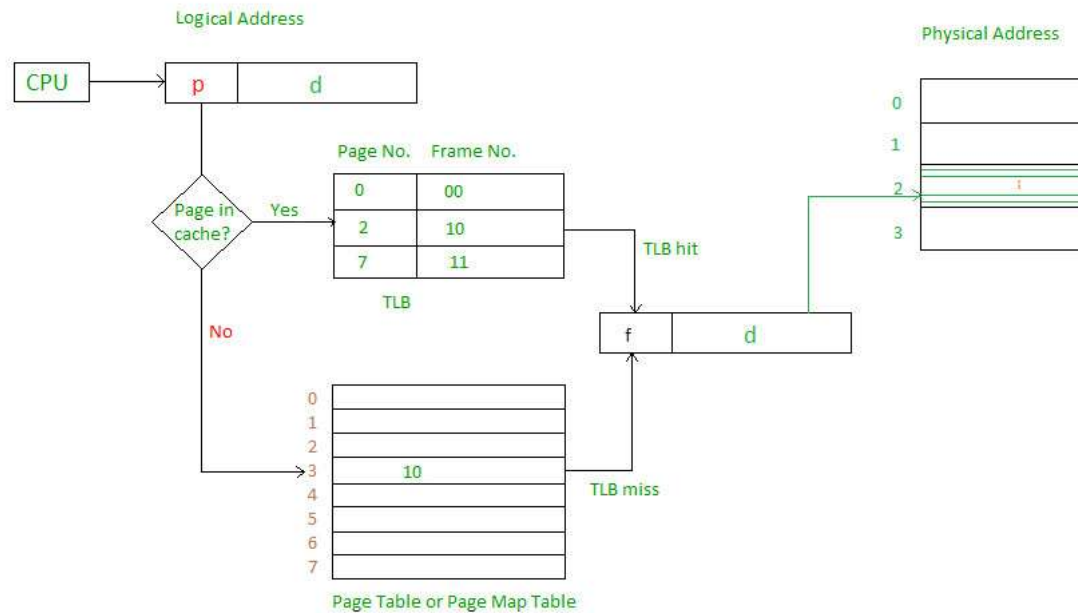 Logical Address
Physical Address
CPU
p d
0
1
2
3
Page No. Frame No.
0 00
2 10
7 11
TLB
Page in
cache?
Yes
No
TLB hit
f d
TLB miss
0
1
2
3 10
4
5
6
7
Page Table or Page Map Table